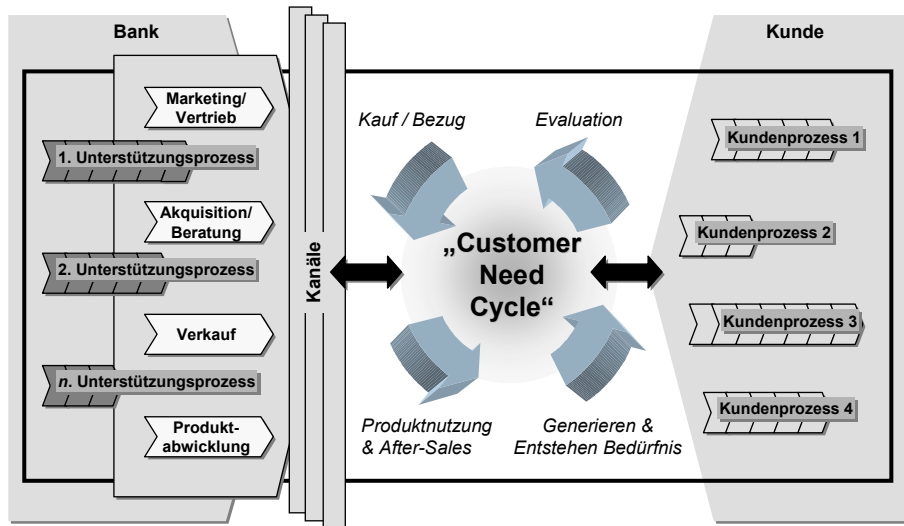 Bank
Kunde
Marketing/
Vertrieb
1. Unterstützungsprozess
Akquisition/
Beratung
2. Unterstützungsprozess
Verkauf
n. Unterstützungsprozess
Produkt-
abwicklung
Kanäle
Kauf / Bezug
Evaluation
„Customer
Need
Cycle“
Produktnutzung
& After-Sales
Generieren &
Entstehen Bedürfnis
Kundenprozess 1
Kundenprozess 2
Kundenprozess 3
Kundenprozess 4